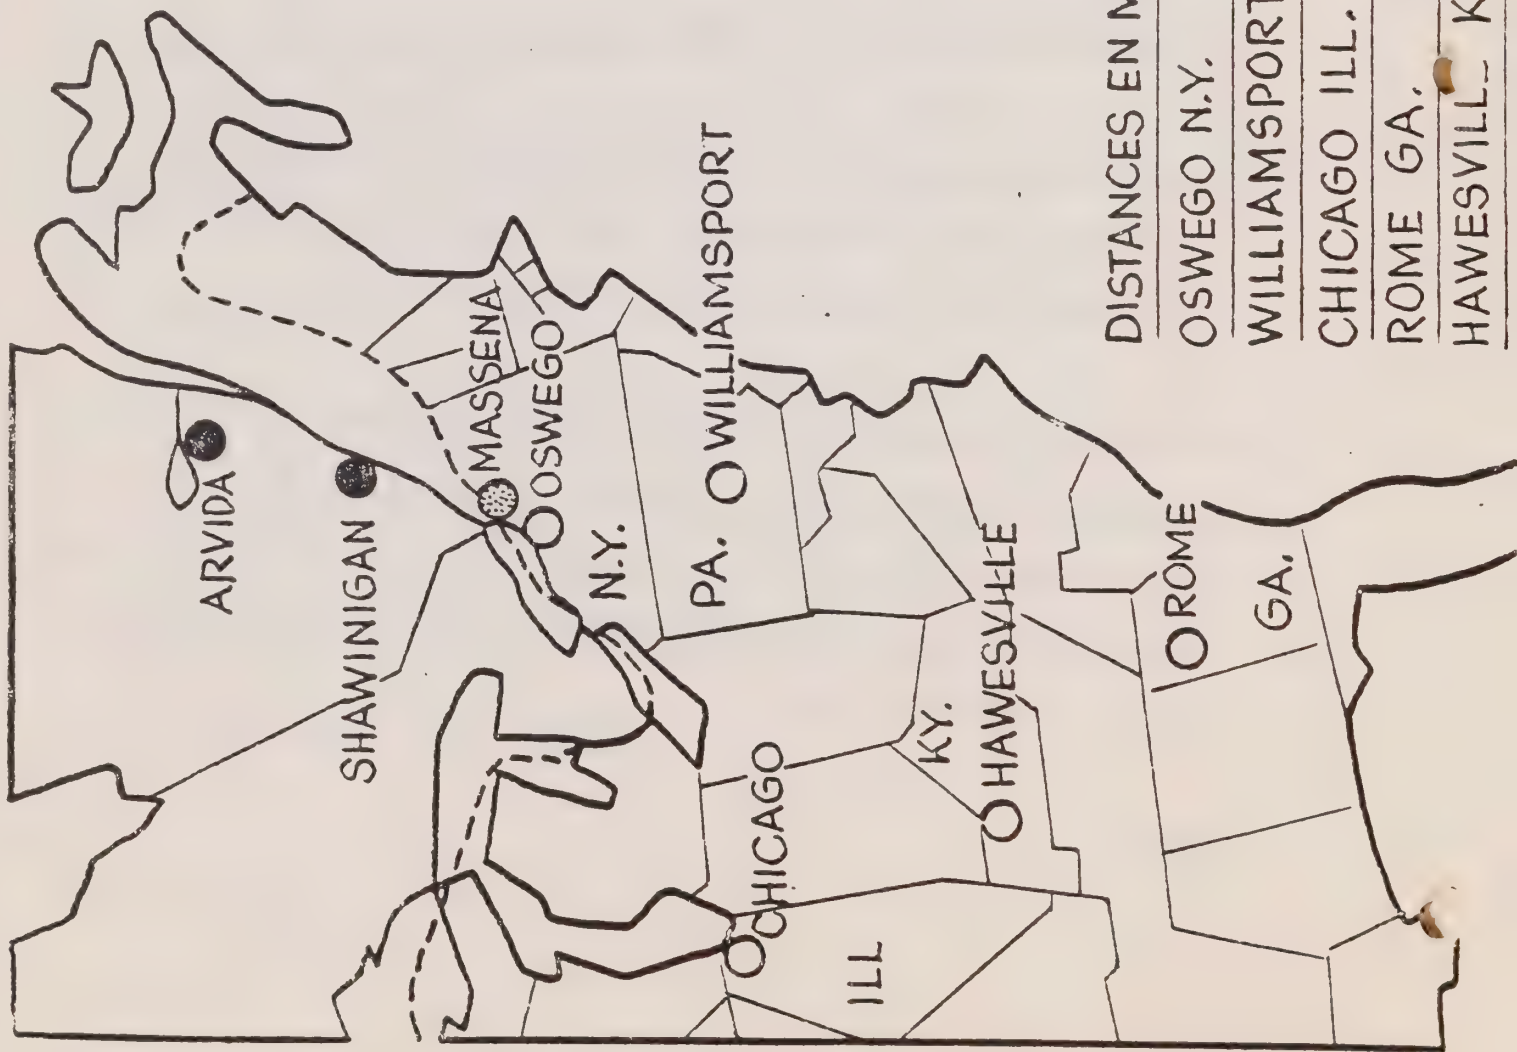 ARVIDA
SHAWINIGAN
MASSENA
OSWEGO
N.Y.
PA.
WILLIAMSPORT
CHICAGO
ILL
KY.
HAWESVILLE
ROME
GA.
DISTANCES EN M
OSWEGO N.Y.
WILLIAMSPORT
CHICAGO ILL.
ROME GA.
HAWESVILL K